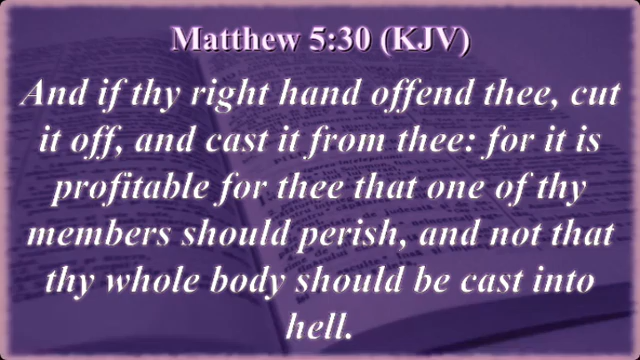 Matthew 5:30 (KJV)
And if thy right hand offend thee, cut
it off, and cast it from thee: for it is
profitable for thee that one of thy
members should perish, and not that
thy whole body should be cast into
hell.